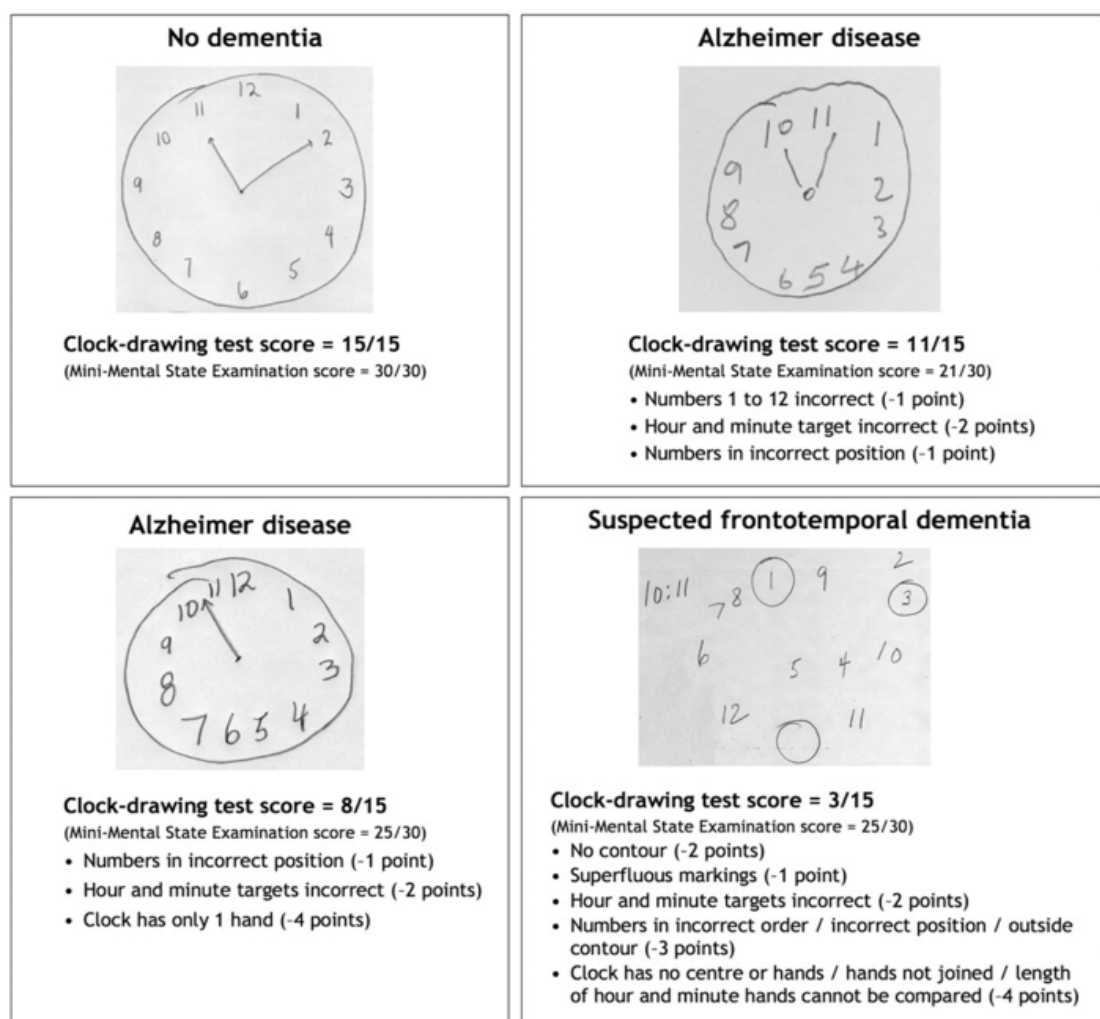 No dementia
12
11
1
10
2
9
3
8
4
7
5
6
Clock-drawing test score = 15/15
(Mini-Mental State Examination score = 30/30)
Alzheimer disease
10 11
1
9
2
8
3
7
6 5 4
Clock-drawing test score = 11/15
(Mini-Mental State Examination score = 21/30)
• Numbers 1 to 12 incorrect (-1 point)
• Hour and minute target incorrect (-2 points)
• Numbers in incorrect position (-1 point)
Alzheimer disease
11 12
10
1
9
2
3
8
7 6 5 4
Clock-drawing test score = 8/15
(Mini-Mental State Examination score = 25/30)
• Numbers in incorrect position (-1 point)
• Hour and minute targets incorrect (-2 points)
• Clock has only 1 hand (-4 points)
Suspected frontotemporal dementia
2
10:11 7 8 1 9 3
6 5 4 10
12 11
Clock-drawing test score = 3/15
(Mini-Mental State Examination score = 25/30)
• No contour (-2 points)
• Superfluous markings (-1 point)
• Hour and minute targets incorrect (-2 points)
• Numbers in incorrect order / incorrect position / outside
contour (-3 points)
• Clock has no centre or hands / hands not joined / length
of hour and minute hands cannot be compared (-4 points)